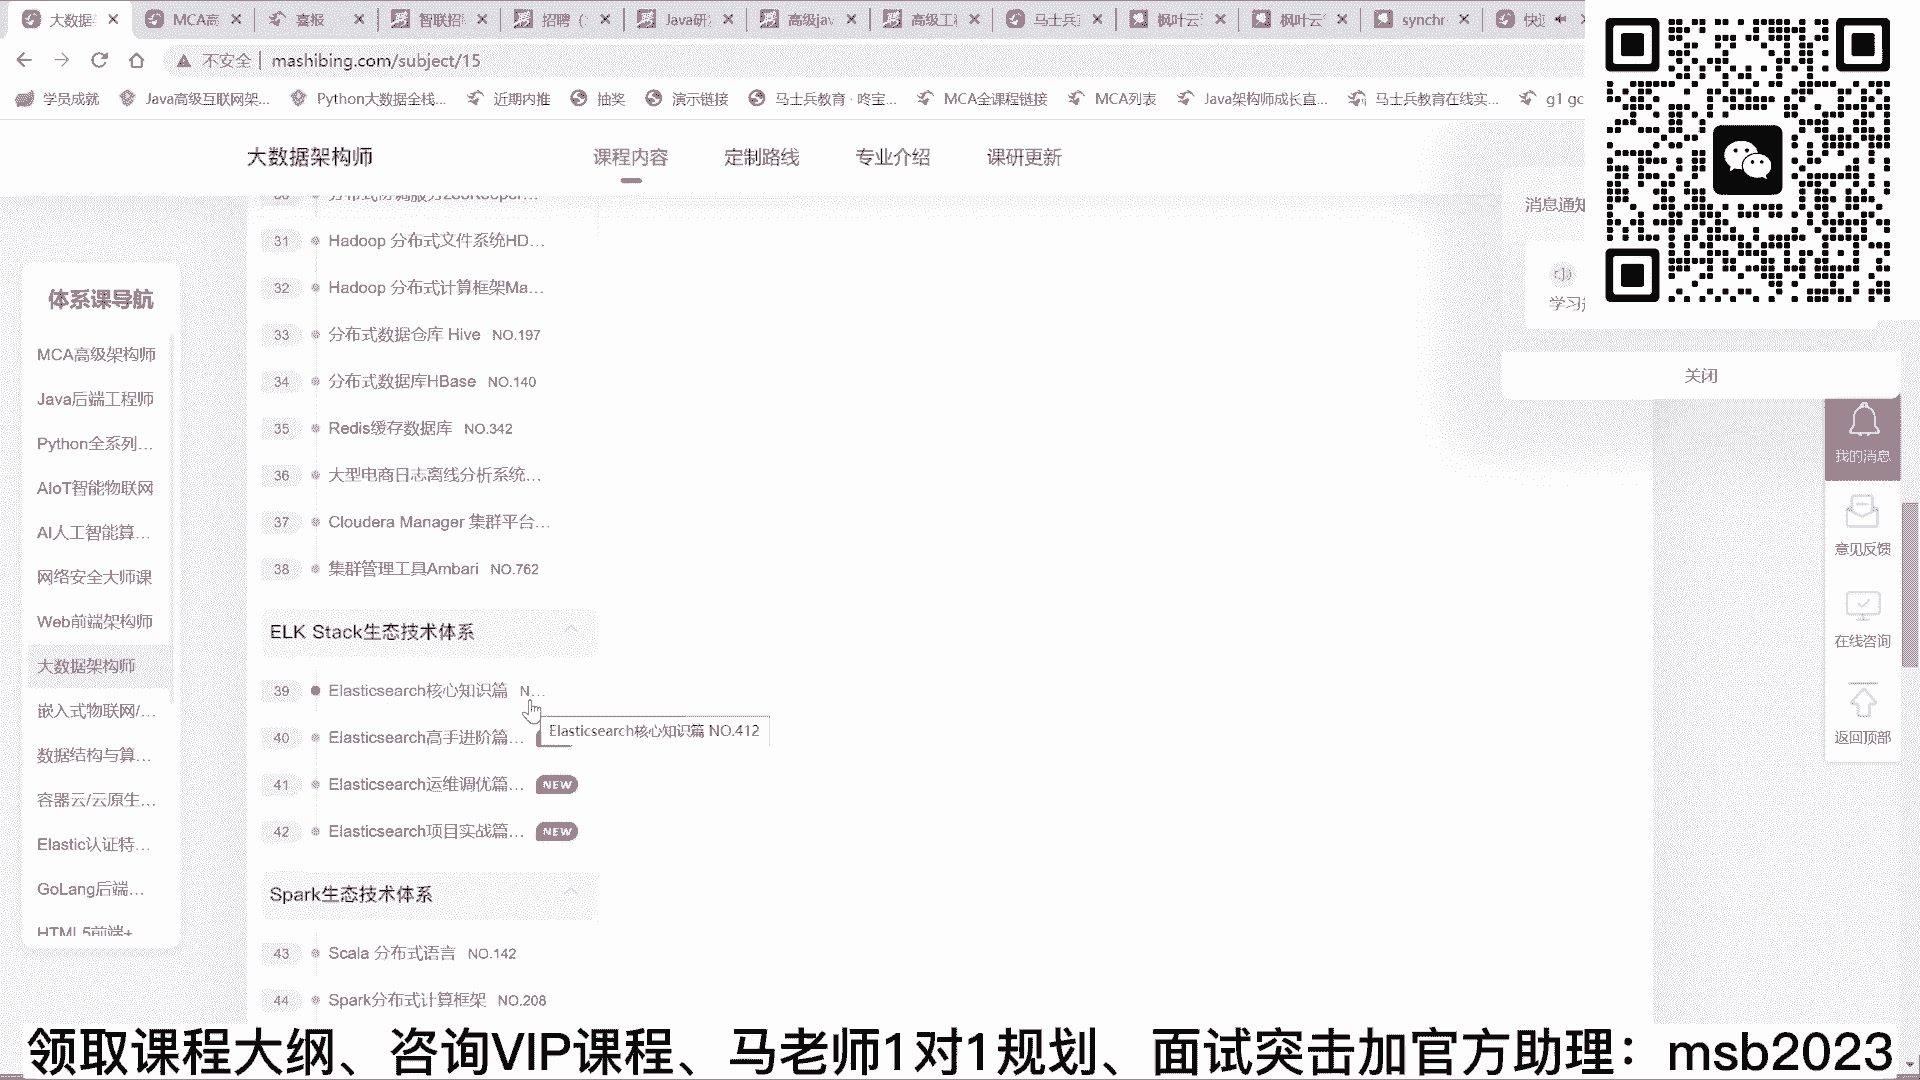 大数据
MCA高
喜报
智联招
招聘（
Java研
高级jav
高级工
马士兵
枫叶云
枫叶云
synchr
快速
不安全
mashibing.com/subject/15
学员成就
Java高级互联网架...
Python大数据全栈...
近期内推
抽奖
演示链接
马士兵教育 · 咚宝...
MCA全课程链接
MCA列表
Java架构师成长直...
马士兵教育在线实...
g1 gc
大数据架构师
课程内容
定制路线
专业介绍
课研更新
消息通知
关闭
体系课导航
MCA高级架构师
Java后端工程师
Python全系列...
AIoT智能物联网
AI人工智能算...
网络安全大师课
Web前端架构师
大数据架构师
嵌入式物联网/...
数据结构与算...
容器云/云原生...
Elastic认证特...
GoLang后端...
HTML5前端+
30 分布式协调服务ZooKeeper...
31 Hadoop 分布式文件系统HD...
32 Hadoop 分布式计算框架Ma...
33 分布式数据仓库 Hive NO.197
34 分布式数据库HBase NO.140
35 Redis缓存数据库 NO.342
36 大型电商日志离线分析系统...
37 Cloudera Manager 集群平台...
38 集群管理工具Ambari NO.762
ELK Stack生态技术体系
39 Elasticsearch核心知识篇 N...
Elasticsearch核心知识篇 NO.412
40 Elasticsearch高手进阶篇...
41 Elasticsearch运维调优篇... NEW
42 Elasticsearch项目实战篇... NEW
Spark生态技术体系
43 Scala 分布式语言 NO.142
44 Spark分布式计算框架 NO.208
我的消息
意见反馈
在线咨询
返回顶部
领取课程大纲、咨询VIP课程、马老师1对1规划、面试突击加官方助理：msb2023